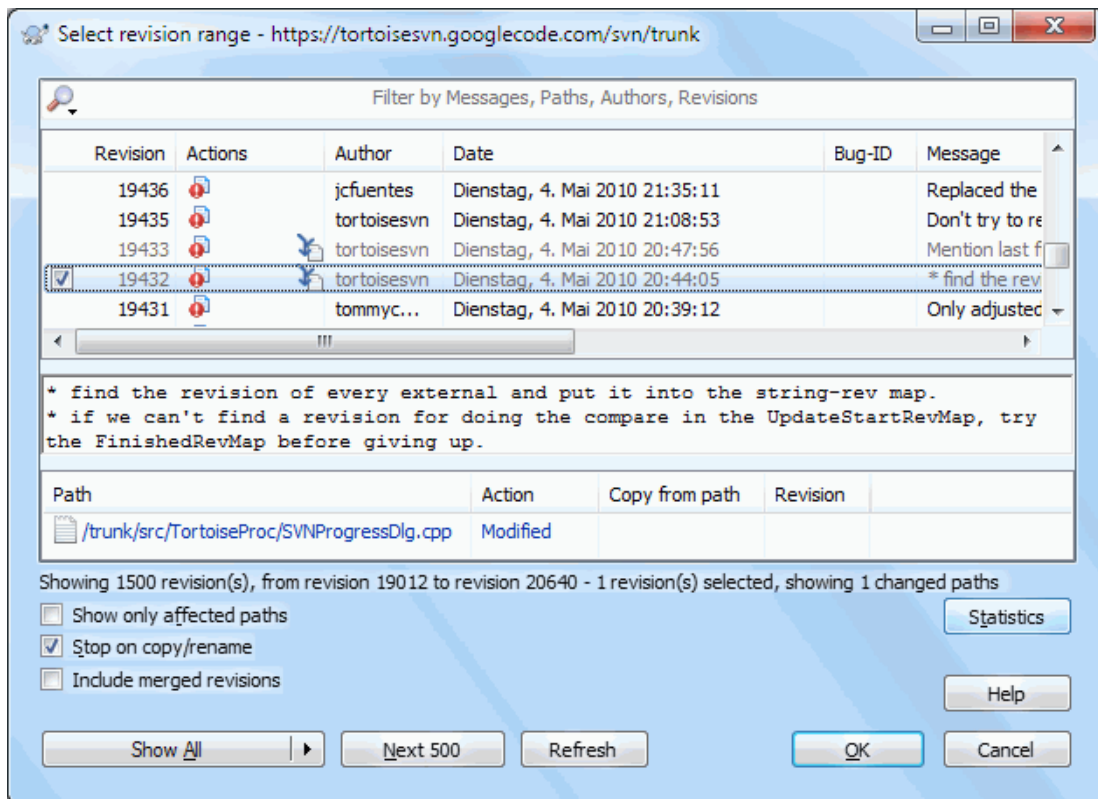 Select revision range - https://tortoisesvn.googlecode.com/svn/trunk
Filter by Messages, Paths, Authors, Revisions
Revision Actions Author Date Bug-ID Message
19436 jcfuentes Dienstag, 4. Mai 2010 21:35:11 Replaced the
19435 tortoisesvn Dienstag, 4. Mai 2010 21:08:53 Don't try to re
19433 tortoisesvn Dienstag, 4. Mai 2010 20:47:56 Mention last f
19432 tortoisesvn Dienstag, 4. Mai 2010 20:44:05 * find the rev
19431 tommyc... Dienstag, 4. Mai 2010 20:39:12 Only adjusted
* find the revision of every external and put it into the string-rev map.
* if we can't find a revision for doing the compare in the UpdateStartRevMap, try
the FinishedRevMap before giving up.
Path Action Copy from path Revision
/trunk/src/TortoiseProc/SVNProgressDlg.cpp Modified
Showing 1500 revision(s), from revision 19012 to revision 20640 - 1 revision(s) selected, showing 1 changed paths
Show only affected paths
Statistics
Stop on copy/rename
Include merged revisions
Help
Show All Next 500 Refresh OK Cancel